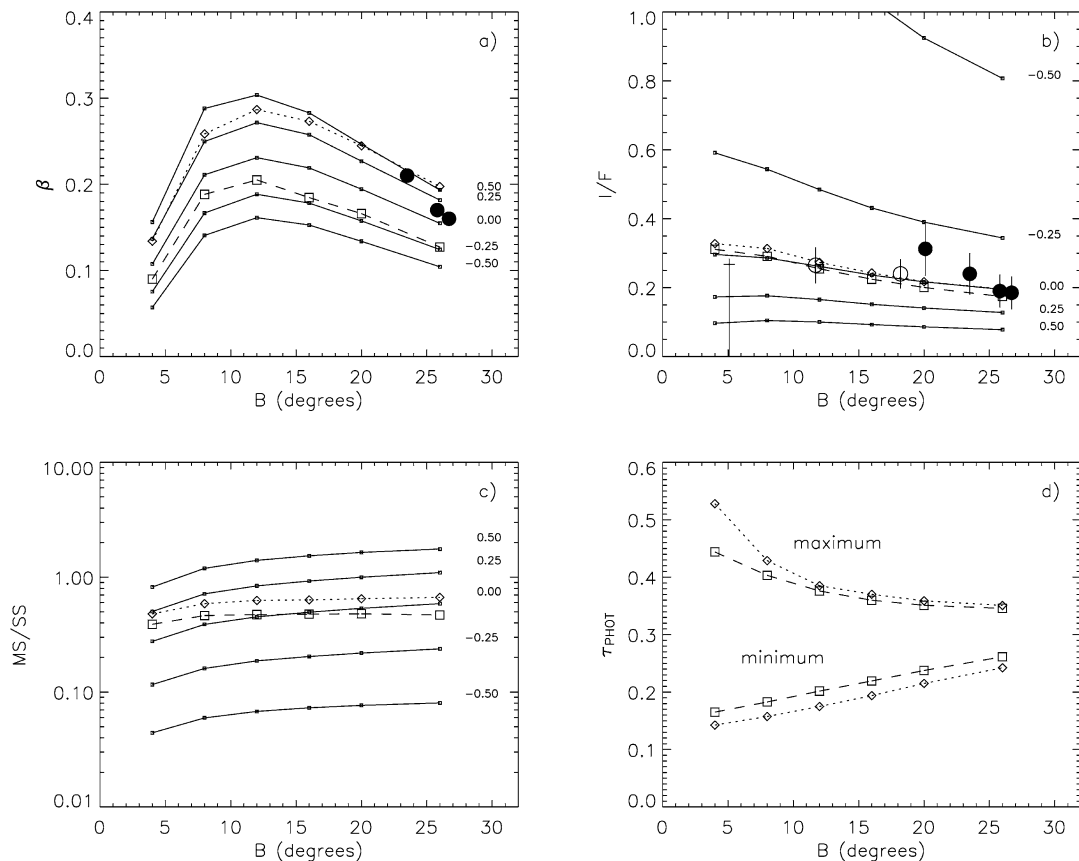 a)
0.4
0.3
0.2
0.1
0.0
β
0.50
0.25
0.00
−0.25
−0.50
0 5 10 15 20 25 30
B (degrees)
b)
1.0
0.8
0.6
0.4
0.2
0.0
I/F
−0.50
−0.25
0.00
0.25
0.50
0 5 10 15 20 25 30
B (degrees)
c)
10.00
1.00
0.10
0.01
MS/SS
0.50
0.25
0.00
−0.25
−0.50
0 5 10 15 20 25 30
B (degrees)
d)
0.6
0.5
0.4
0.3
0.2
0.1
0.0
τPHOT
maximum
minimum
0 5 10 15 20 25 30
B (degrees)